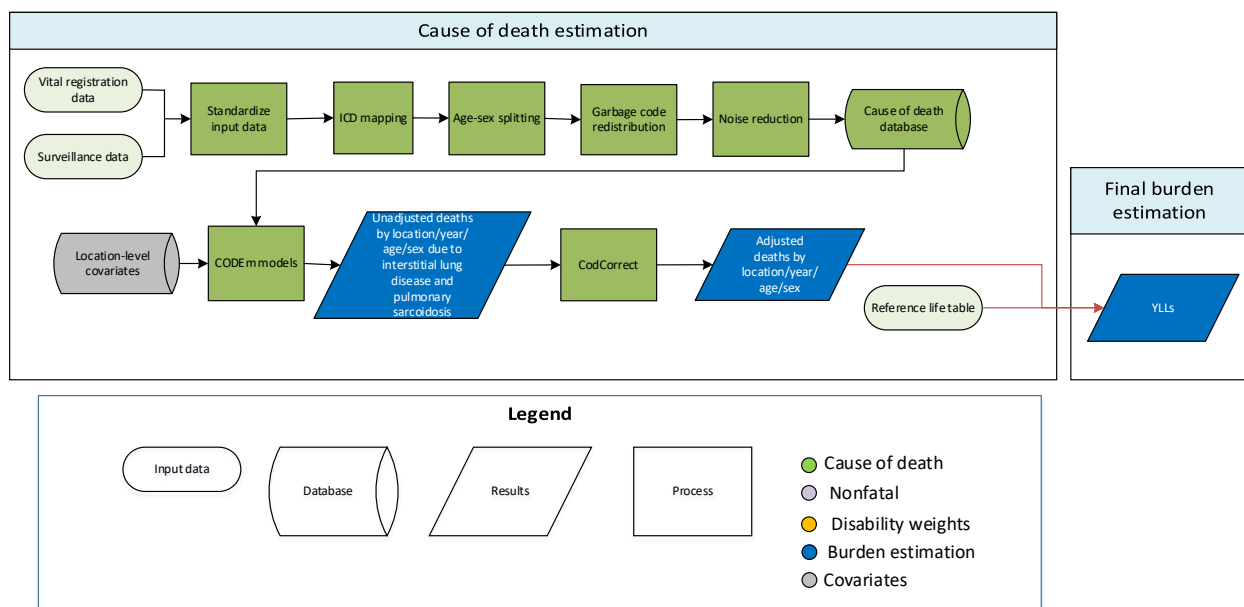 Cause of death estimation
Vital registration
data
Surveillance data
Standardize
input data
ICD mapping
Age-sex splitting
Garbage code
redistribution
Noise reduction
Cause of death
database
Location-level
covariates
CODEm models
Unadjusted deaths
by location/year/
age/sex due to
interstitial lung
disease and
pulmonary
sarcoidosis
CodCorrect
Adjusted
deaths by
location/year/
age/sex
Reference life table
Final burden
estimation
YLLs
Legend
Input data
Database
Results
Process
Cause of death
Nonfatal
Disability weights
Burden estimation
Covariates